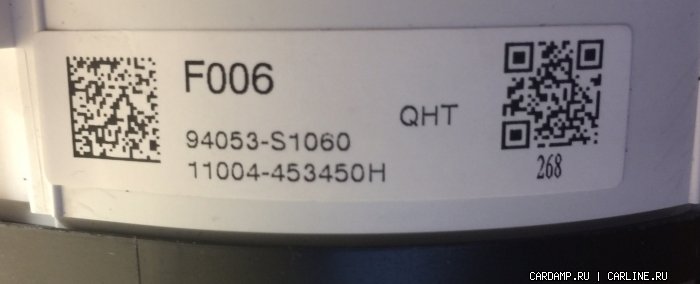 F006
QHT
94053-S1060
11004-453450H
268
CARDAMP.RU | CARLINE.RU